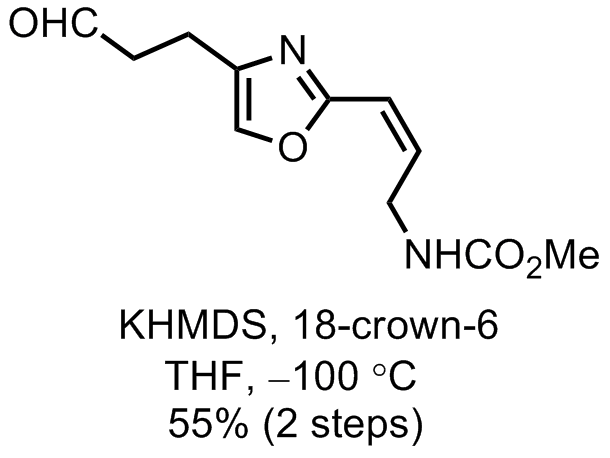 OHC
N
O
NHCO₂Me
KHMDS, 18-crown-6
THF, –100 °C
55% (2 steps)